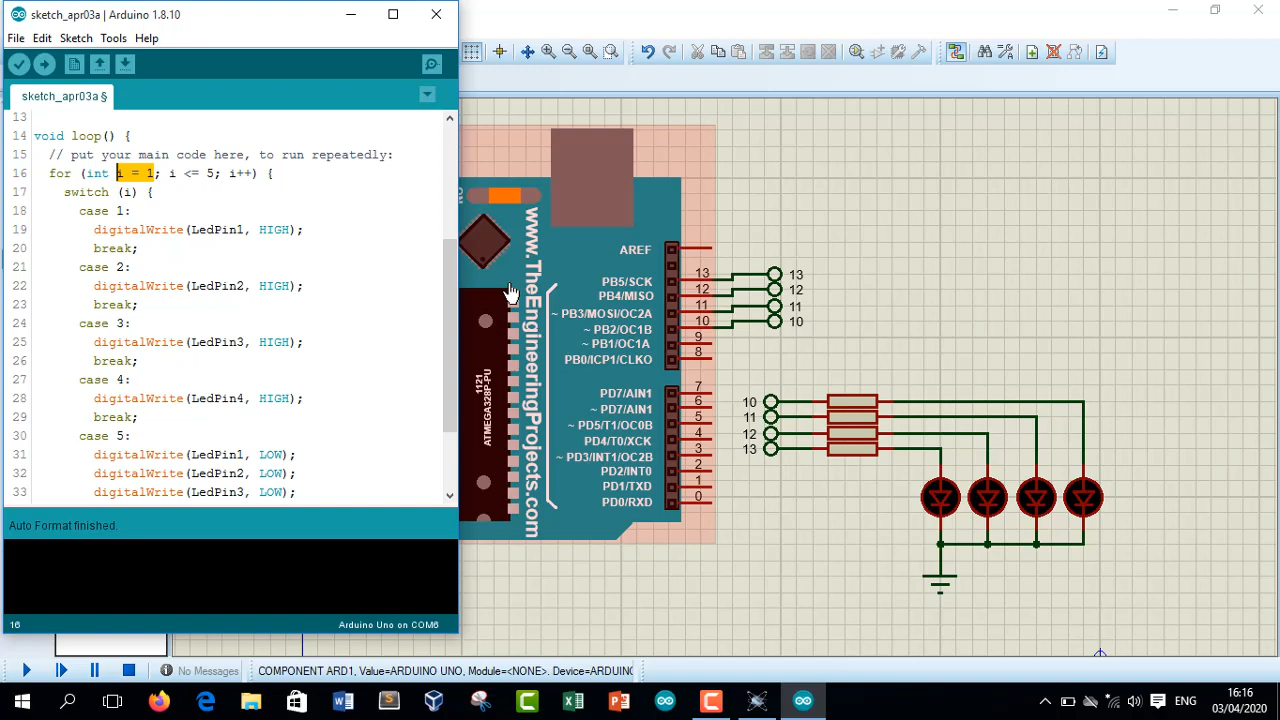 sketch_apr03a | Arduino 1.8.10
File Edit Sketch Tools Help
sketch_apr03a §
13
14 void loop() {
15 // put your main code here, to run repeatedly:
16 for (int i = 1; i <= 5; i++) {
17 switch (i) {
18 case 1:
19 digitalWrite(LedPin1, HIGH);
20 break;
21 case 2:
22 digitalWrite(LedPin2, HIGH);
23 break;
24 case 3:
25 digitalWrite(LedPin3, HIGH);
26 break;
27 case 4:
28 digitalWrite(LedPin4, HIGH);
29 break;
30 case 5:
31 digitalWrite(LedPin1, LOW);
32 digitalWrite(LedPin2, LOW);
33 digitalWrite(LedPin3, LOW);
Auto Format finished.
16 Arduino Uno on COM6
www.TheEngineeringProjects.com
1121
ATMEGA328P-PU
AREF
PB5/SCK 13
PB4/MISO 12
~ PB3/MOSI/OC2A 11
~ PB2/OC1B 10
~ PB1/OC1A 9
PB0/ICP1/CLKO 8
PD7/AIN1 7
~ PD7/AIN1 6
~ PD5/T1/OC0B 5
PD4/T0/XCK 4
~ PD3/INT1/OC2B 3
PD2/INT0 2
PD1/TXD 1
PD0/RXD 0
13
12
11
10
10
11
12
13
No Messages COMPONENT ARD1, Value=ARDUINO UNO, Module=<NONE>, Device=ARDUINO
ENG
16:16
03/04/2020